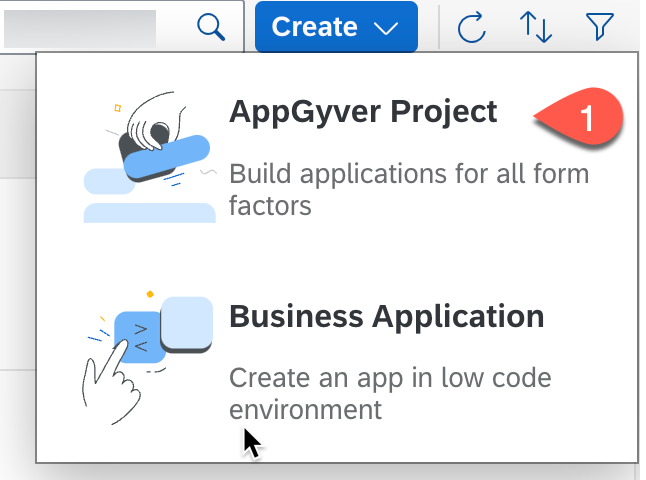 Create
AppGyver Project
1
Build applications for all form
factors
Business Application
Create an app in low code
environment